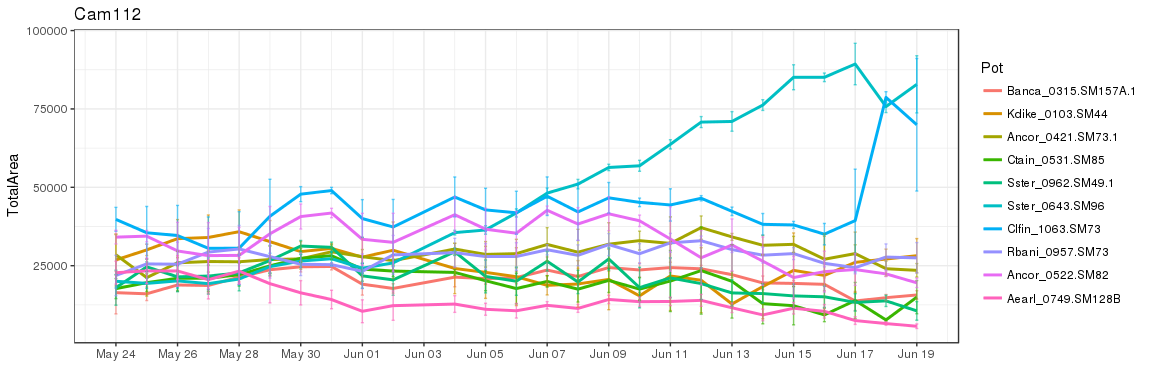 Cam112
TotalArea
100000
75000
50000
25000
May 24 May 26 May 28 May 30 Jun 01 Jun 03 Jun 05 Jun 07 Jun 09 Jun 11 Jun 13 Jun 15 Jun 17 Jun 19
Pot
Banca_0315.SM157A.1
Kdike_0103.SM44
Ancor_0421.SM73.1
Ctain_0531.SM85
Sster_0962.SM49.1
Sster_0643.SM96
Clfin_1063.SM73
Rbani_0957.SM73
Ancor_0522.SM82
Aearl_0749.SM128B